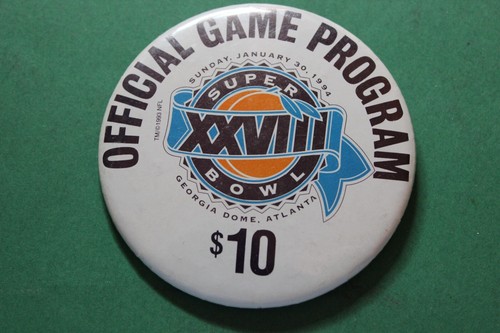 OFFICIAL GAME PROGRAM
SUNDAY, JANUARY 30, 1994
TM/©1993 NFL
SUPER
XXVIII
BOWL
GEORGIA DOME, ATLANTA
$10